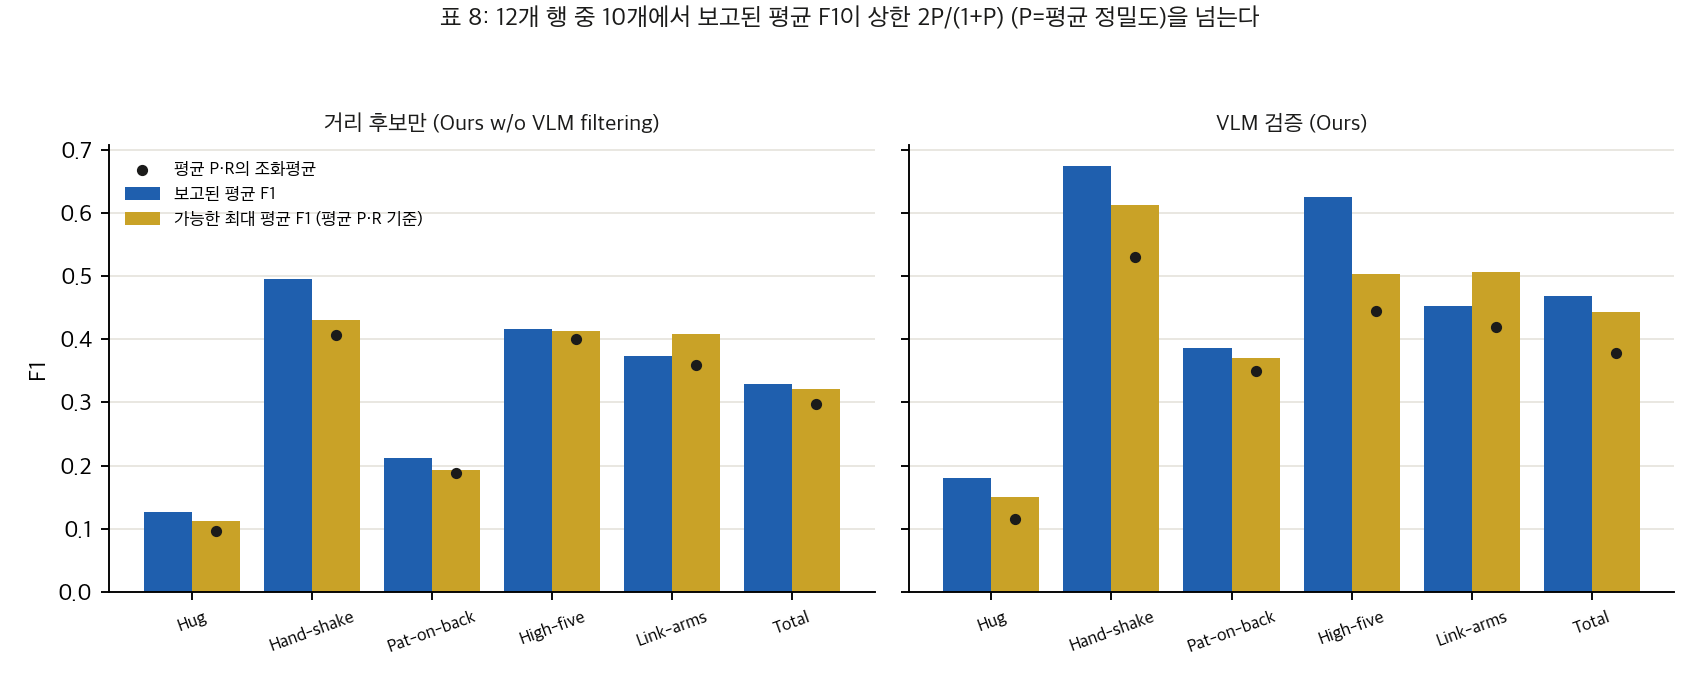 표 8: 12개 행 중 10개에서 보고된 평균 F1이 상한 2P/(1+P) (P=평균 정밀도)을 넘는다
거리 후보만 (Ours w/o VLM filtering)
평균 P·R의 조화평균
보고된 평균 F1
가능한 최대 평균 F1 (평균 P·R 기준)
F1
0.7
0.6
0.5
0.4
0.3
0.2
0.1
0.0
Hug
Hand-shake
Pat-on-back
High-five
Link-arms
Total
VLM 검증 (Ours)
Hug
Hand-shake
Pat-on-back
High-five
Link-arms
Total